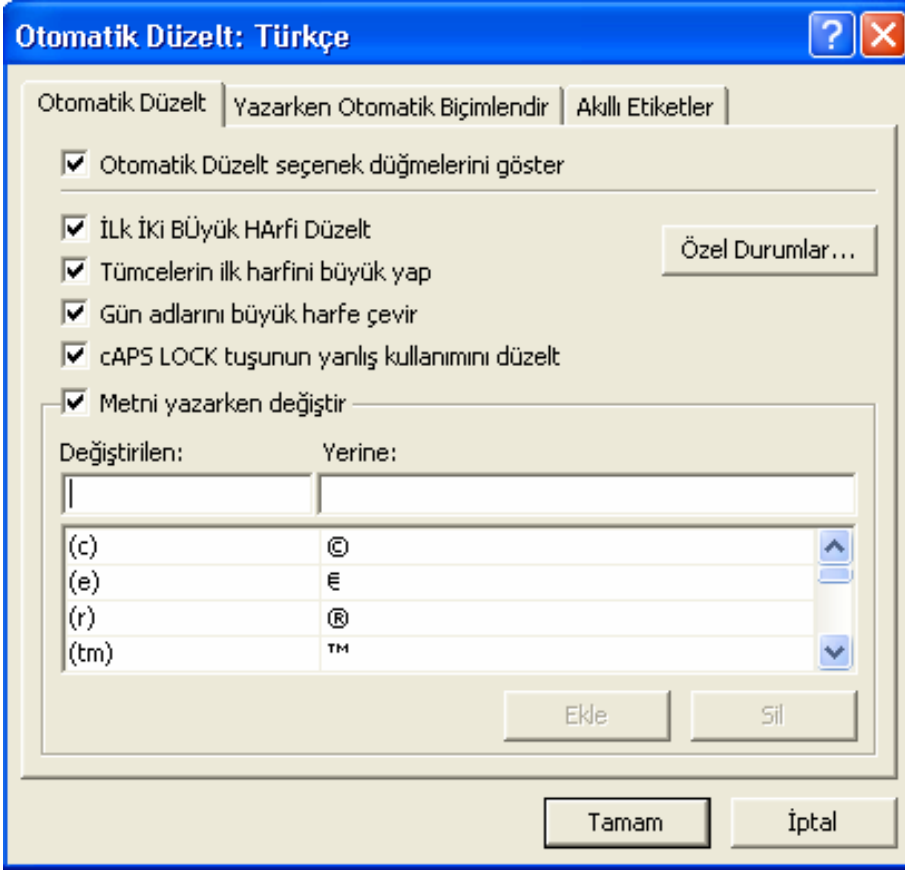 Otomatik Düzelt: Türkçe
Otomatik Düzelt Yazarken Otomatik Biçimlendir Akıllı Etiketler
Otomatik Düzelt seçenek düğmelerini göster
İLk İKi BÜyük HArfi Düzelt
Özel Durumlar...
Tümcelerin ilk harfini büyük yap
Gün adlarını büyük harfe çevir
cAPS LOCK tuşunun yanlış kullanımını düzelt
Metni yazarken değiştir
Değiştirilen: Yerine:
(c) ©
(e) €
(r) ®
(tm) ™
Ekle Sil
Tamam İptal